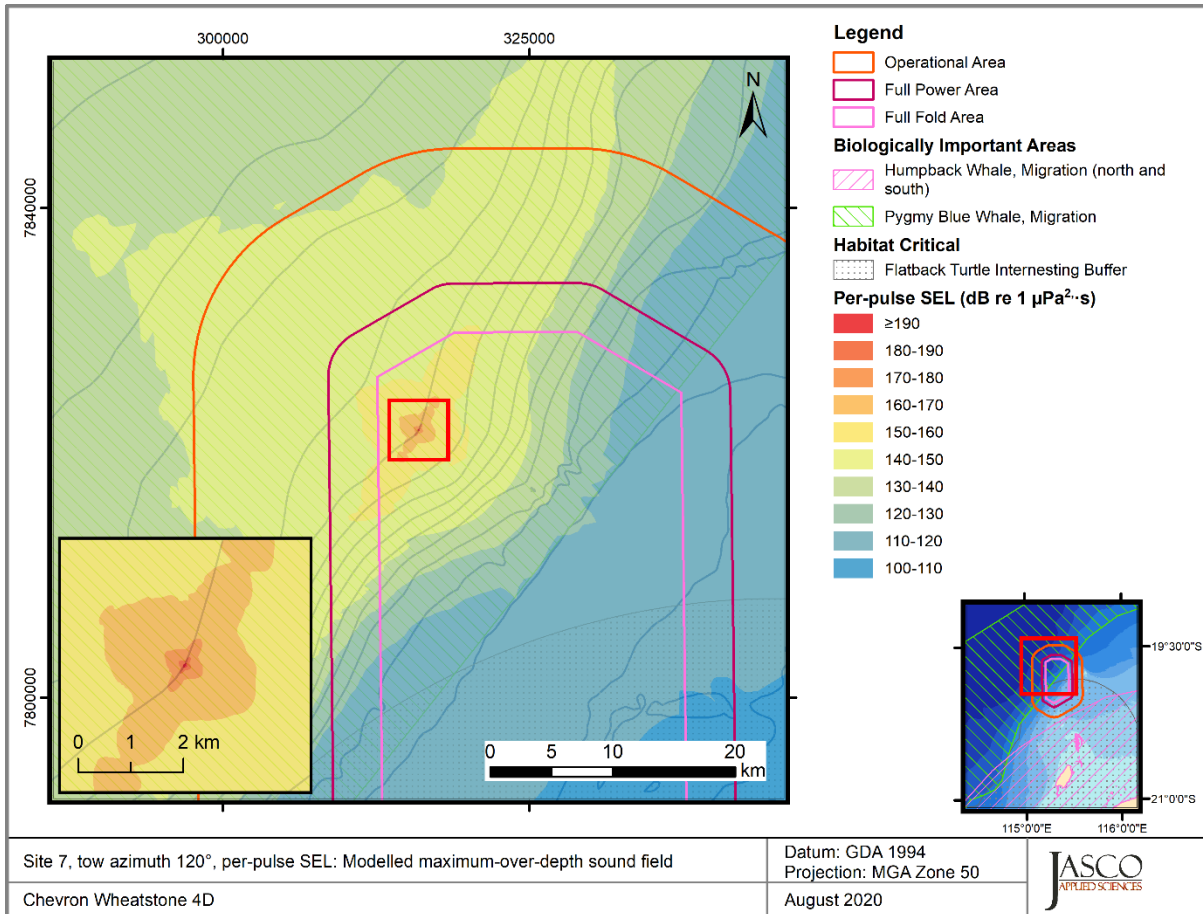 300000
325000
7840000
7800000
N
0 1 2 km
0 5 10 20
km
Legend
Operational Area
Full Power Area
Full Fold Area
Biologically Important Areas
Humpback Whale, Migration (north and
south)
Pygmy Blue Whale, Migration
Habitat Critical
Flatback Turtle Internesting Buffer
Per-pulse SEL (dB re 1 µPa²·s)
≥190
180-190
170-180
160-170
150-160
140-150
130-140
120-130
110-120
100-110
19°30'0"S
21°0'0"S
115°0'0"E 116°0'0"E
Site 7, tow azimuth 120°, per-pulse SEL: Modelled maximum-over-depth sound field
Chevron Wheatstone 4D
Datum: GDA 1994
Projection: MGA Zone 50
August 2020
JASCO
APPLIED SCIENCES